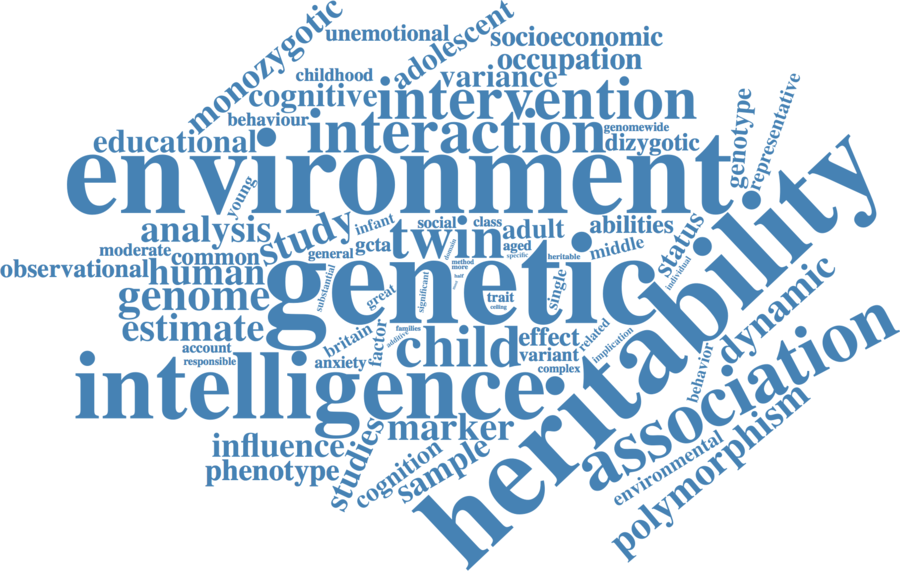 unemotional
adolescent
socioeconomic
monozygotic
childhood
variance
occupation
cognitive
intervention
behaviour
interaction
genomewide
dizygotic
genotype
representative
educational
environment
young
analysis
study
infant
social
class
adult
abilities
status
heritability
moderate
common
general
gcta
twin
domain
aged
specific
heritable
middle
individual
observational
human
genetic
method
more
half
substantial
significant
single
genome
great
trait
ceiling
dynamic
estimate
britain
factor
families
additive
child
effect
related
implication
association
account
responsible
anxiety
variant
complex
behavior
intelligence
influence
studies
marker
environmental
polymorphism
phenotype
cognition
sample